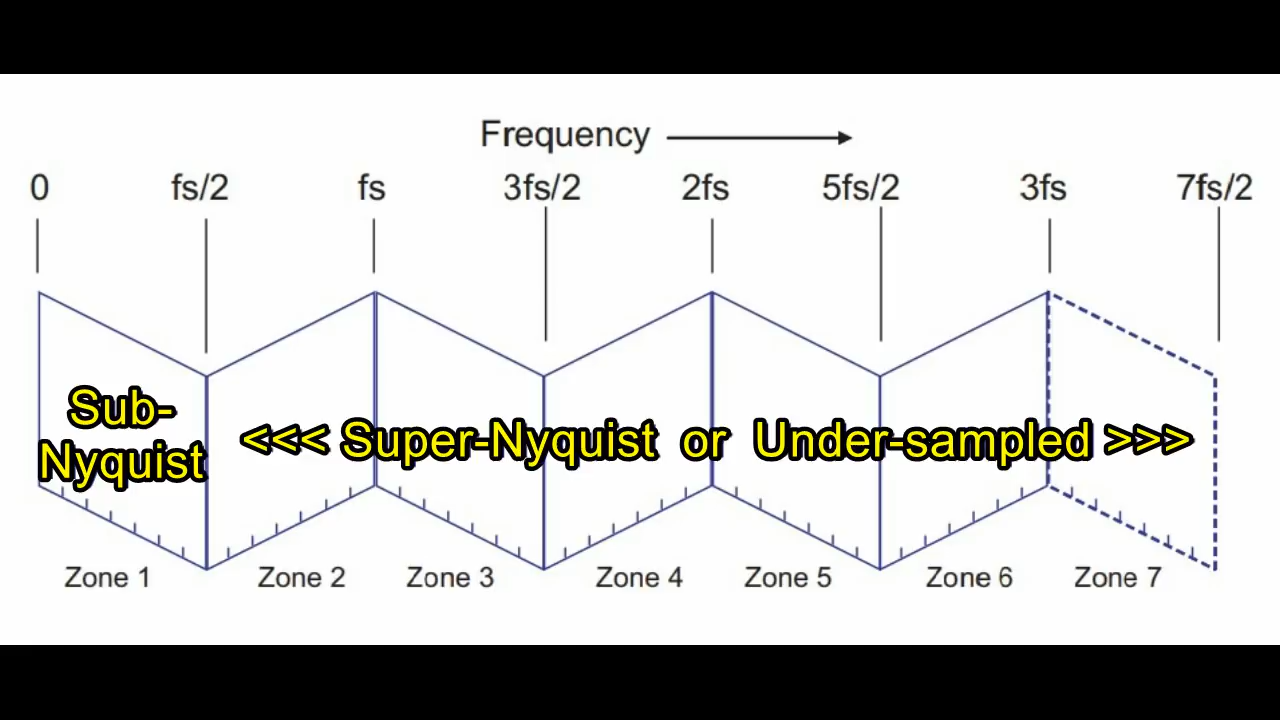 Frequency
0 fs/2 fs 3fs/2 2fs 5fs/2 3fs 7fs/2
Sub-
Nyquist
<<< Super-Nyquist or Under-sampled >>>
Zone 1 Zone 2 Zone 3 Zone 4 Zone 5 Zone 6 Zone 7